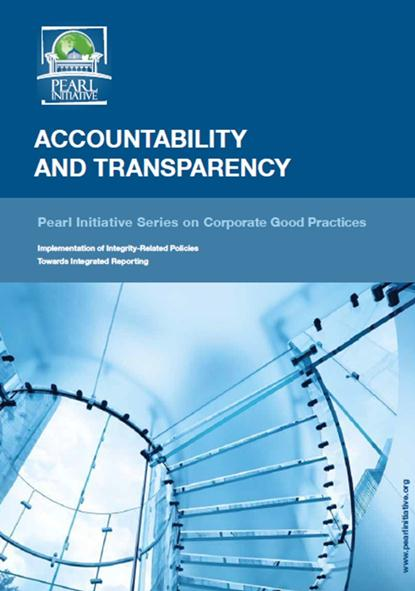 PEARL
INITIATIVE
ACCOUNTABILITY
AND TRANSPARENCY
Pearl Initiative Series on Corporate Good Practices
Implementation of Integrity-Related Policies
Towards Integrated Reporting
www.pearlinitiative.org